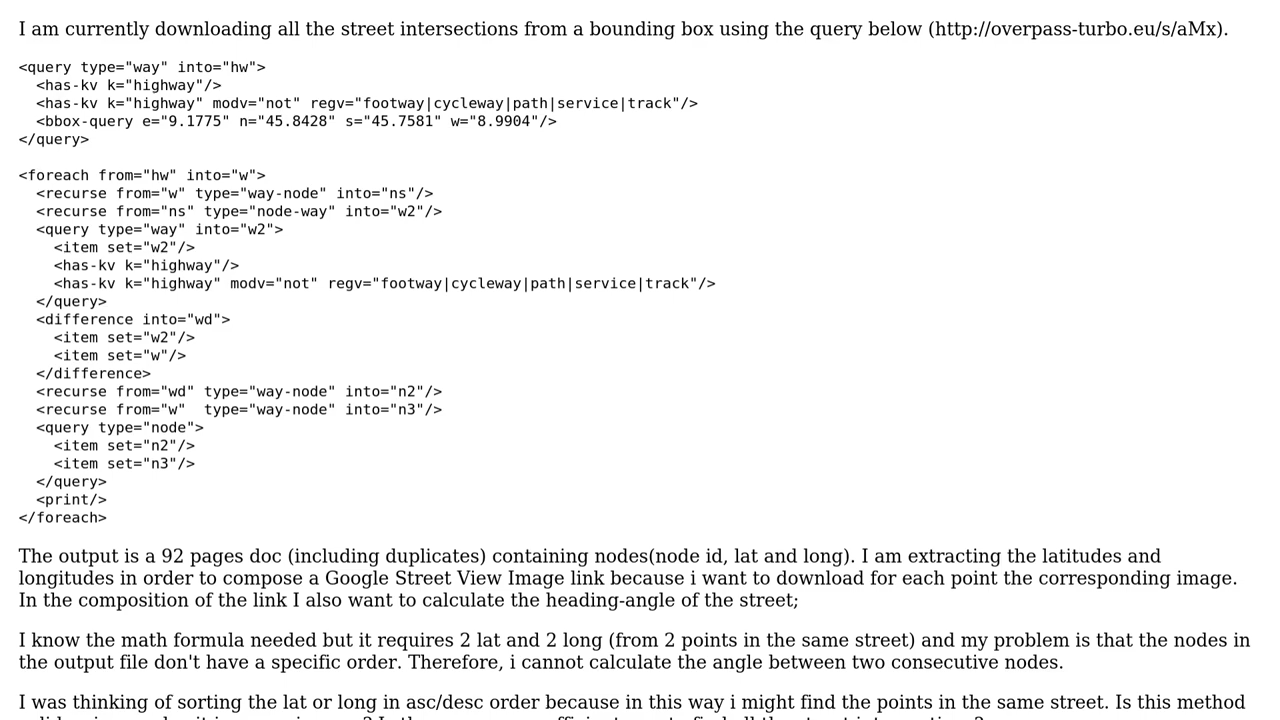 I am currently downloading all the street intersections from a bounding box using the query below (http://overpass-turbo.eu/s/aMx).
<query type="way" into="hw">
  <has-kv k="highway"/>
  <has-kv k="highway" modv="not" regv="footway|cycleway|path|service|track"/>
  <bbox-query e="9.1775" n="45.8428" s="45.7581" w="8.9904"/>
</query>

<foreach from="hw" into="w">
  <recurse from="w" type="way-node" into="ns"/>
  <recurse from="ns" type="node-way" into="w2"/>
  <query type="way" into="w2">
    <item set="w2"/>
    <has-kv k="highway"/>
    <has-kv k="highway" modv="not" regv="footway|cycleway|path|service|track"/>
  </query>
  <difference into="wd">
    <item set="w2"/>
    <item set="w"/>
  </difference>
  <recurse from="wd" type="way-node" into="n2"/>
  <recurse from="w"  type="way-node" into="n3"/>
  <query type="node">
    <item set="n2"/>
    <item set="n3"/>
  </query>
  <print/>
</foreach>
The output is a 92 pages doc (including duplicates) containing nodes(node id, lat and long). I am extracting the latitudes and
longitudes in order to compose a Google Street View Image link because i want to download for each point the corresponding image.
In the composition of the link I also want to calculate the heading-angle of the street;
I know the math formula needed but it requires 2 lat and 2 long (from 2 points in the same street) and my problem is that the nodes in
the output file don't have a specific order. Therefore, i cannot calculate the angle between two consecutive nodes.
I was thinking of sorting the lat or long in asc/desc order because in this way i might find the points in the same street. Is this method